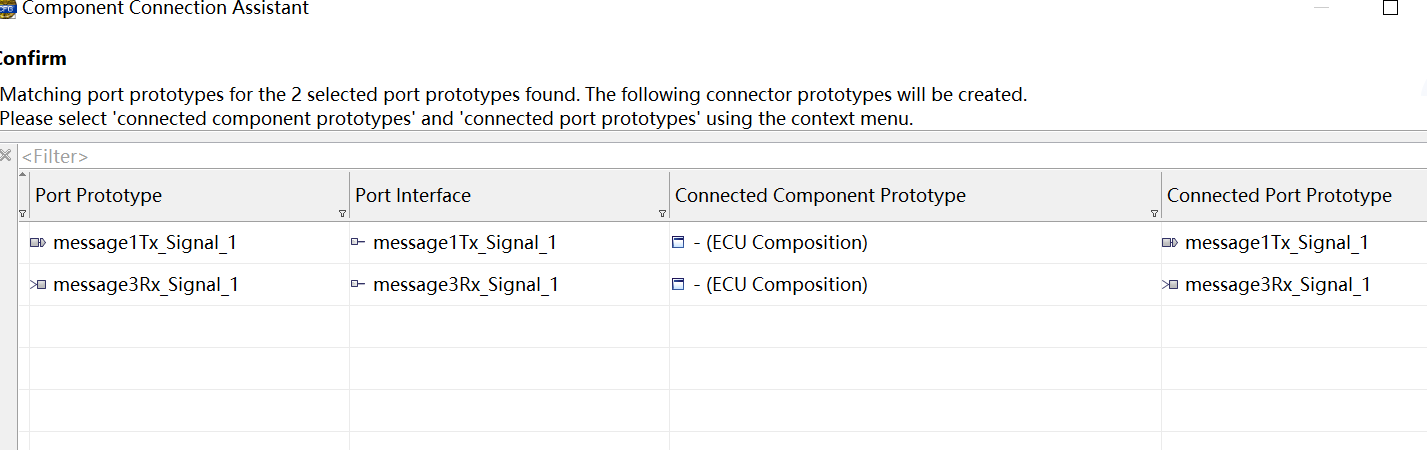 Component Connection Assistant
Confirm
Matching port prototypes for the 2 selected port prototypes found. The following connector prototypes will be created.
Please select 'connected component prototypes' and 'connected port prototypes' using the context menu.
<Filter>
Port Prototype Port Interface Connected Component Prototype Connected Port Prototype
message1Tx_Signal_1 message1Tx_Signal_1 - (ECU Composition) message1Tx_Signal_1
message3Rx_Signal_1 message3Rx_Signal_1 - (ECU Composition) message3Rx_Signal_1